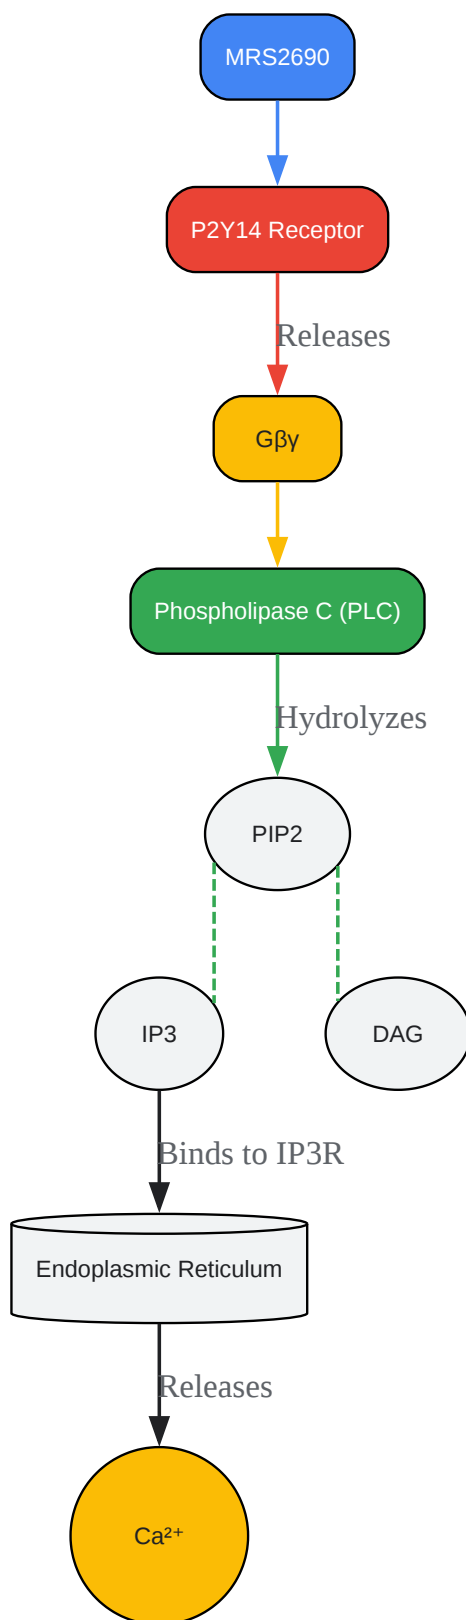 MRS2690
P2Y14 Receptor
Releases
Gβγ
Phospholipase C (PLC)
Hydrolyzes
PIP2
IP3
DAG
Binds to IP3R
Endoplasmic Reticulum
Releases
Ca²⁺